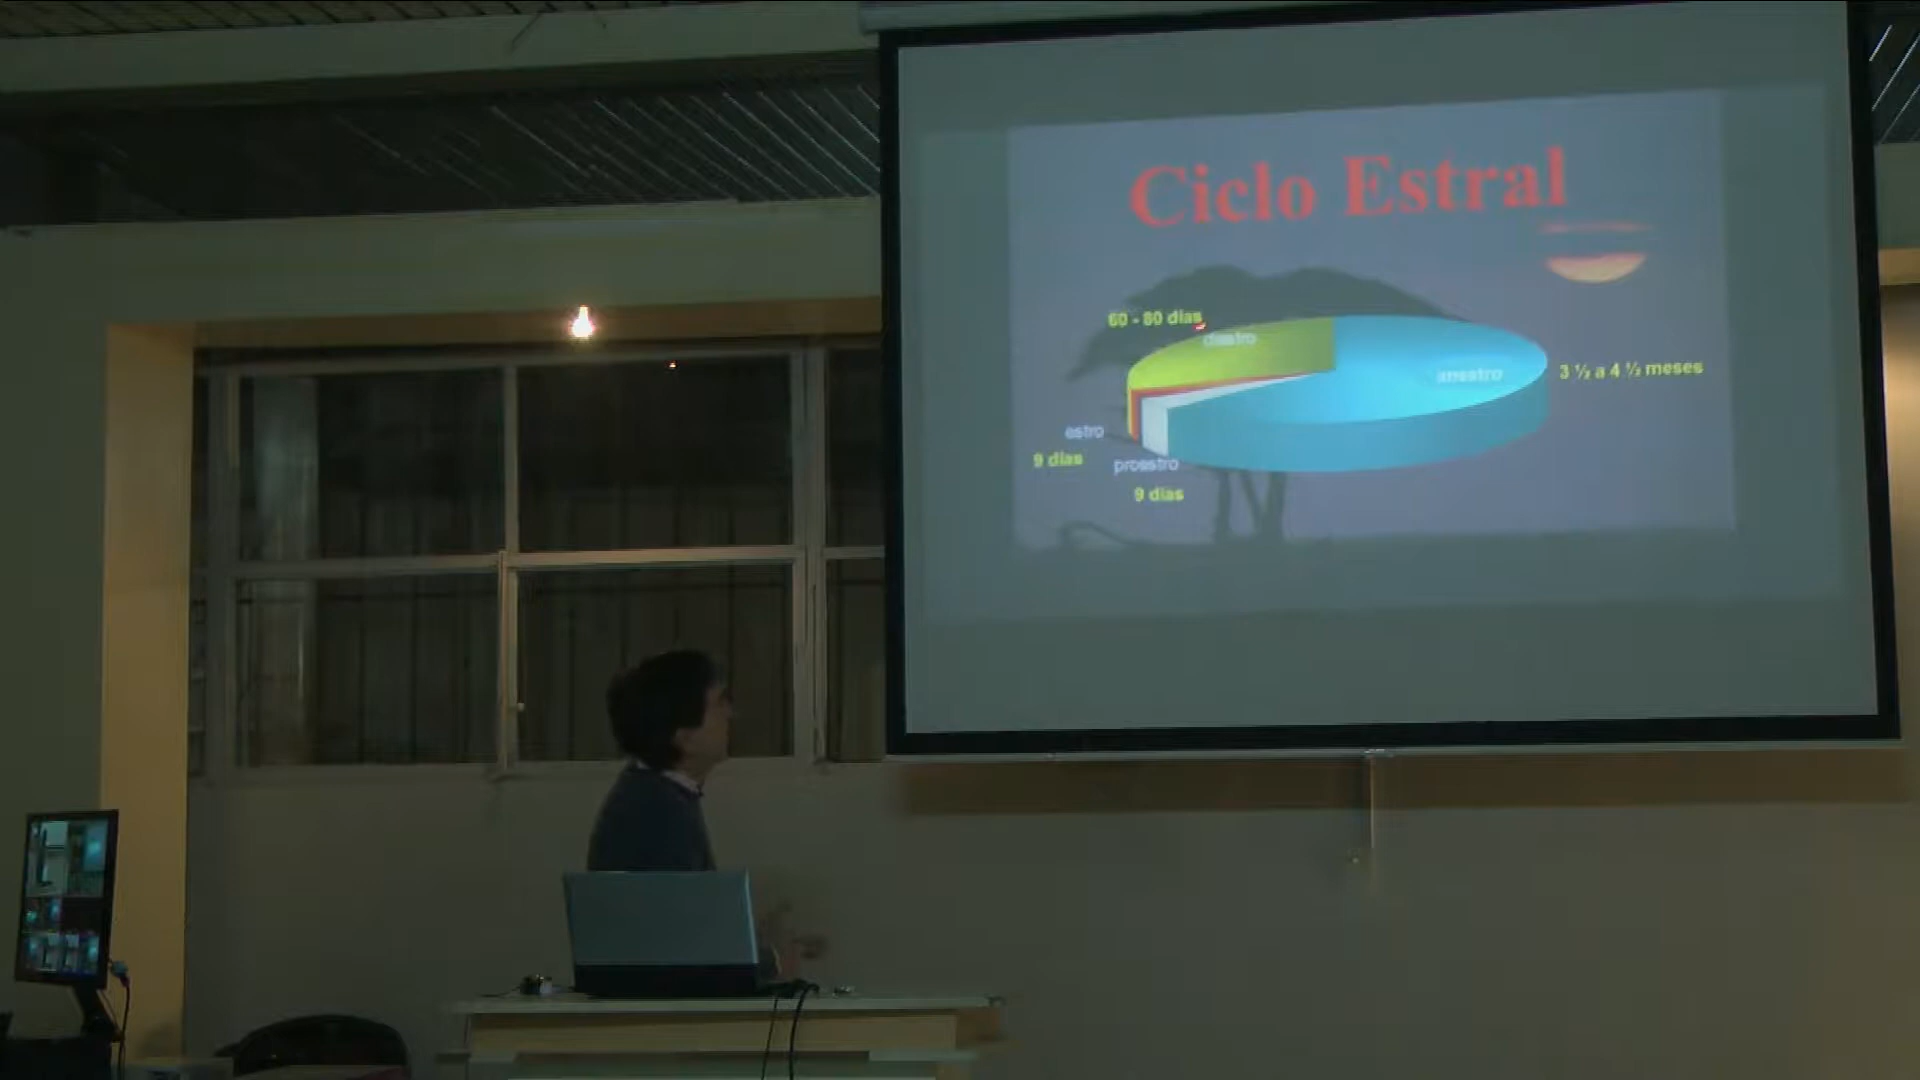 Ciclo Estral
60 - 80 dias
diestro
anestro
3 ½ a 4 ½ meses
estro
9 dias
proestro
9 dias